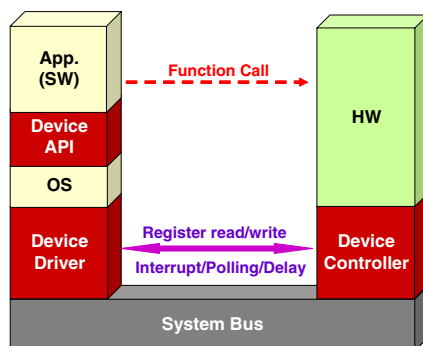 App.
(SW)
Function Call
HW
Device
API
OS
Register read/write
Device
Driver
Interrupt/Polling/Delay
Device
Controller
System Bus